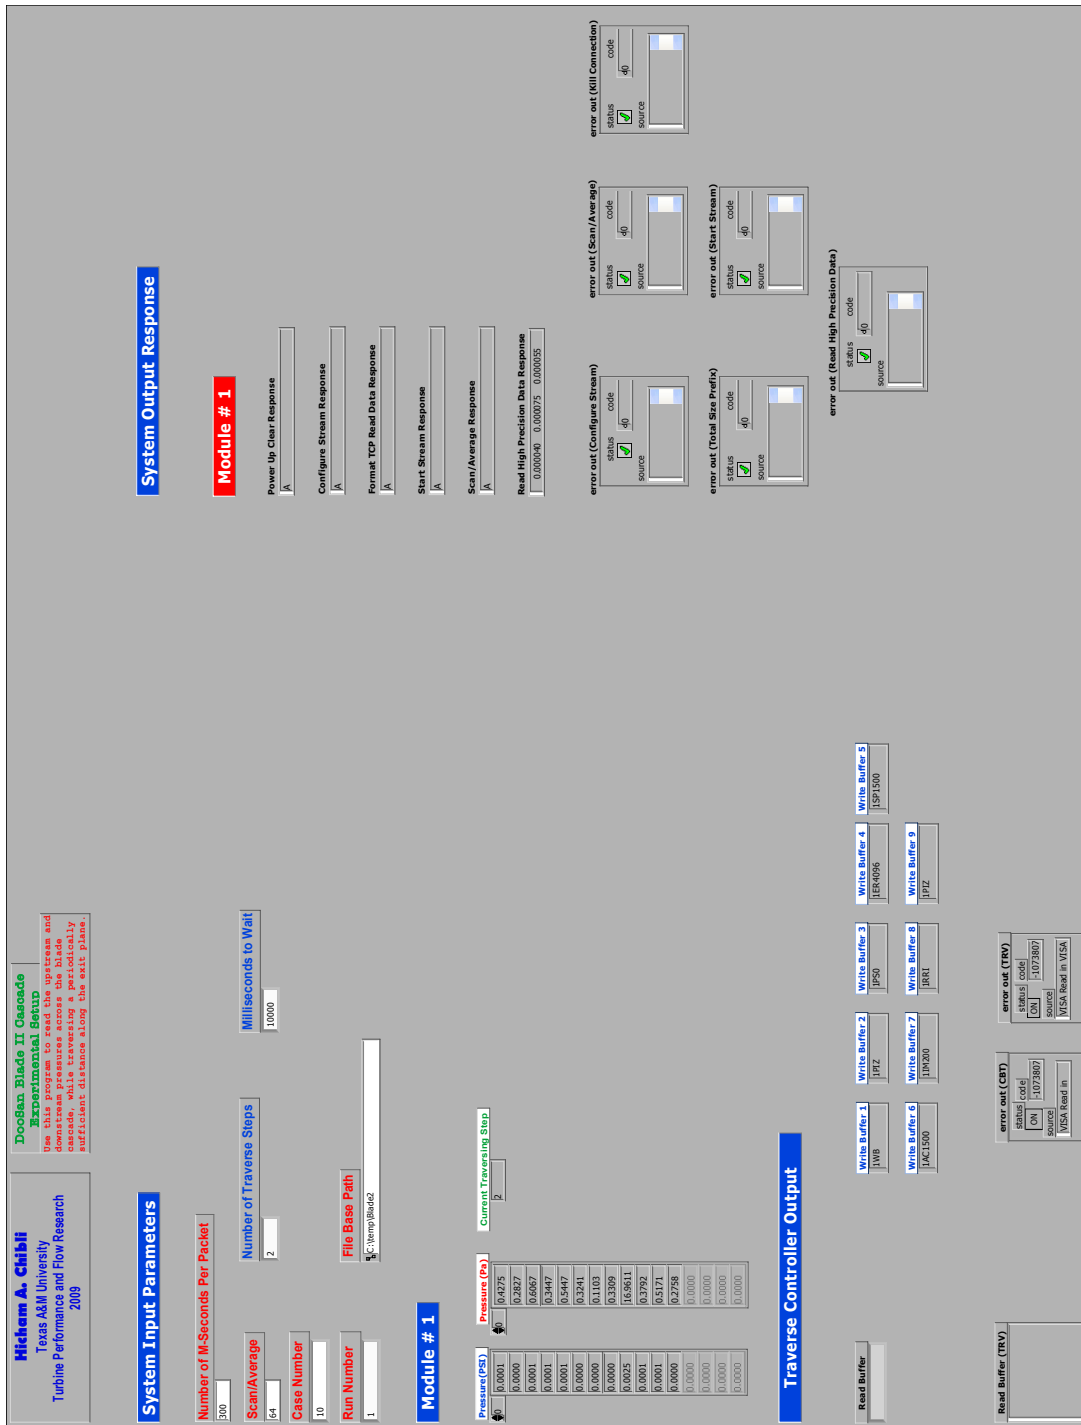 Hicham A. Chibli
Texas A&M University
Turbine Performance and Flow Research
2009
DooSan Blade II Cascade
Experimental Setup
Use this program to read the upstream and
downstream pressures across the blade
cascade, while traversing a periodically
sufficient distance along the exit plane.
System Input Parameters
Number of M-Seconds Per Packet
300
Scan/Average
64
Number of Traverse Steps
2
Milliseconds to Wait
10000
Case Number
10
Run Number
1
File Base Path
C:\temp\Blade2
Module # 1
Pressure(PSI)
0
0.0001
0.0000
0.0001
0.0001
0.0001
0.0000
0.0000
0.0025
0.0001
0.0001
0.0000
0.0000
0.0000
0.0000
0.0000
Pressure (Pa)
0
0.4275
0.2827
0.6067
0.3447
0.5447
0.3241
0.1103
0.3309
16.9611
0.3792
0.5171
0.2758
0.0000
0.0000
0.0000
0.0000
Current Traversing Step
2
Traverse Controller Output
Read Buffer
Write Buffer 1
1WB
Write Buffer 2
1PIZ
Write Buffer 3
1PS0
Write Buffer 4
1ER4096
Write Buffer 5
1SP1500
Write Buffer 6
1AC1500
Write Buffer 7
1IM200
Write Buffer 8
1RRI
Write Buffer 9
1PIZ
Read Buffer (TRV)
error out (CBT)
status code
ON -1073807
source
VISA Read in
error out (TRV)
status code
ON -1073807
source
VISA Read in VISA
System Output Response
Module # 1
Power Up Clear Response
A
Configure Stream Response
A
Format TCP Read Data Response
A
Start Stream Response
A
Scan/Average Response
A
Read High Precision Data Response
0.000040 0.000075 0.000055
error out (Configure Stream)
status code
d0
source
error out (Scan/Average)
status code
d0
source
error out (Kill Connection)
status code
d0
source
error out (Total Size Prefix)
status code
d0
source
error out (Start Stream)
status code
d0
source
error out (Read High Precision Data)
status code
d0
source